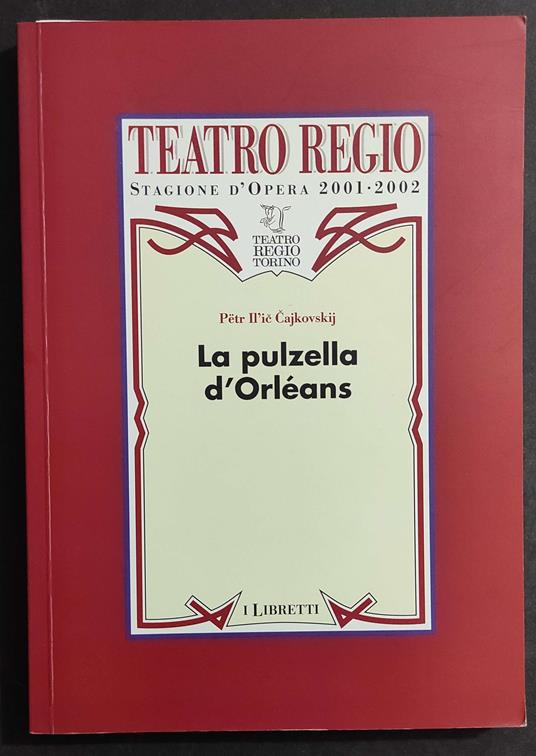 TEATRO REGIO
STAGIONE D'OPERA 2001·2002
TEATRO
REGIO
TORINO
Pëtr Il'ič Čajkovskij
La pulzella
d'Orléans
I LIBRETTI